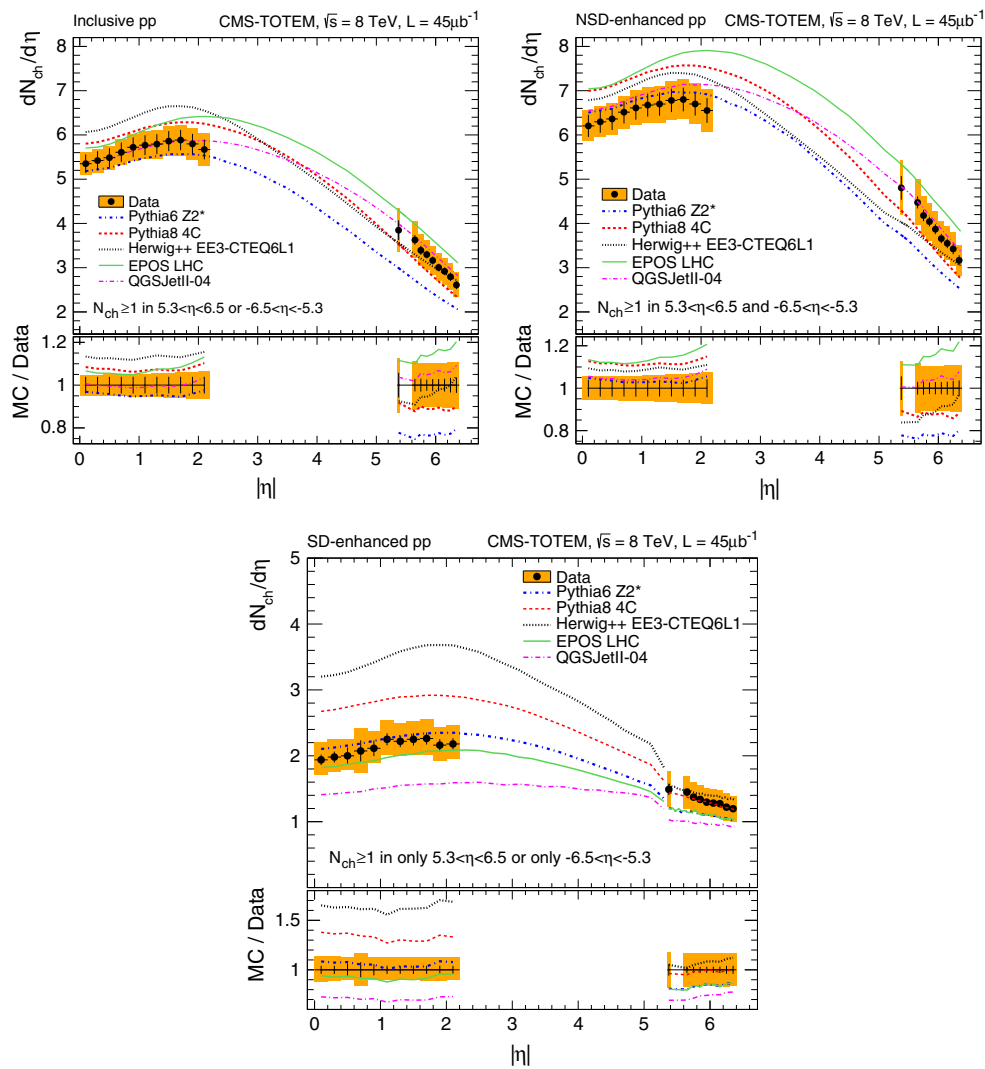 Inclusive pp CMS-TOTEM, √s = 8 TeV, L = 45μb⁻¹
dN_ch/dη
8
7
6
5
4
3
2
Data
Pythia6 Z2*
Pythia8 4C
Herwig++ EE3-CTEQ6L1
EPOS LHC
QGSJetII-04
N_ch≥1 in 5.3<η<6.5 or -6.5<η<-5.3
MC / Data
1.2
1
0.8
0 1 2 3 4 5 6
|η|
NSD-enhanced pp CMS-TOTEM, √s = 8 TeV, L = 45μb⁻¹
dN_ch/dη
8
7
6
5
4
3
2
Data
Pythia6 Z2*
Pythia8 4C
Herwig++ EE3-CTEQ6L1
EPOS LHC
QGSJetII-04
N_ch≥1 in 5.3<η<6.5 and -6.5<η<-5.3
MC / Data
1.2
1
0.8
0 1 2 3 4 5 6
|η|
SD-enhanced pp CMS-TOTEM, √s = 8 TeV, L = 45μb⁻¹
dN_ch/dη
5
4
3
2
1
Data
Pythia6 Z2*
Pythia8 4C
Herwig++ EE3-CTEQ6L1
EPOS LHC
QGSJetII-04
N_ch≥1 in only 5.3<η<6.5 or only -6.5<η<-5.3
MC / Data
1.5
1
0 1 2 3 4 5 6
|η|